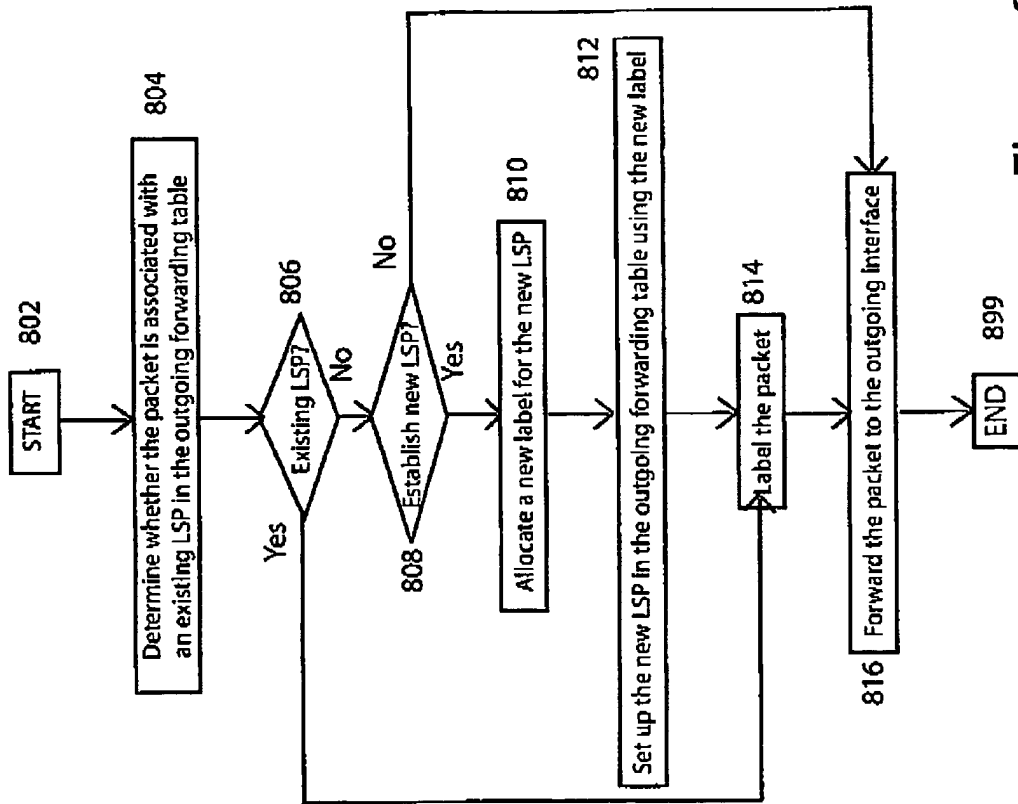 START
802
Determine whether the packet is associated with
an existing LSP in the outgoing forwarding table
804
Existing LSP?
806
Yes
No
Establish new LSP?
808
No
Yes
Allocate a new label for the new LSP
810
Set up the new LSP in the outgoing forwarding table using the new label
812
Label the packet
814
Forward the packet to the outgoing interface
816
END
899